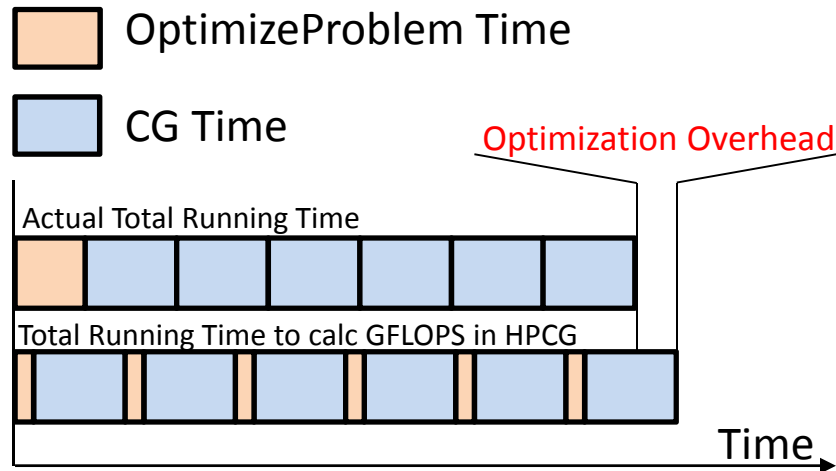 OptimizeProblem Time
CG Time
Optimization Overhead
Actual Total Running Time
Total Running Time to calc GFLOPS in HPCG
Time